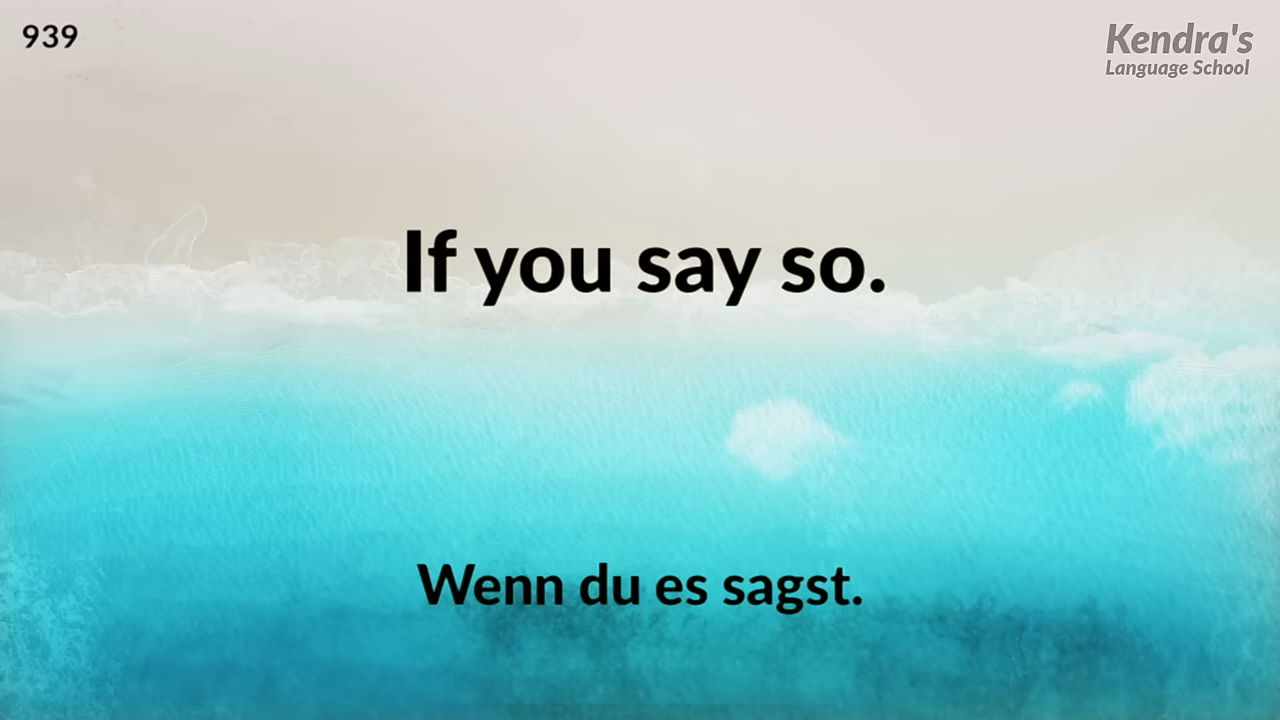 939
Kendra's
Language School
If you say so.
Wenn du es sagst.